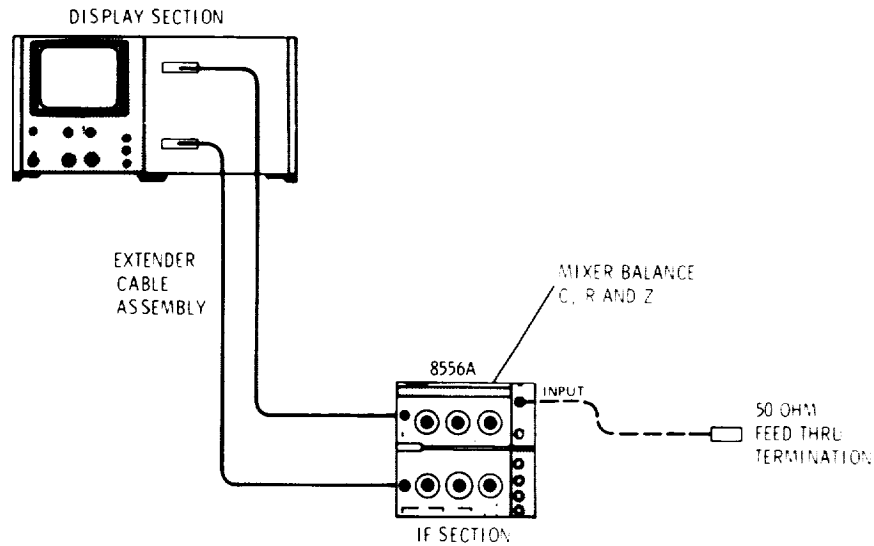 DISPLAY SECTION
EXTENDER
CABLE
ASSEMBLY
MIXER BALANCE
C, R AND Z
8556A
INPUT
50 OHM
FEED THRU
TERMINATION
IF SECTION